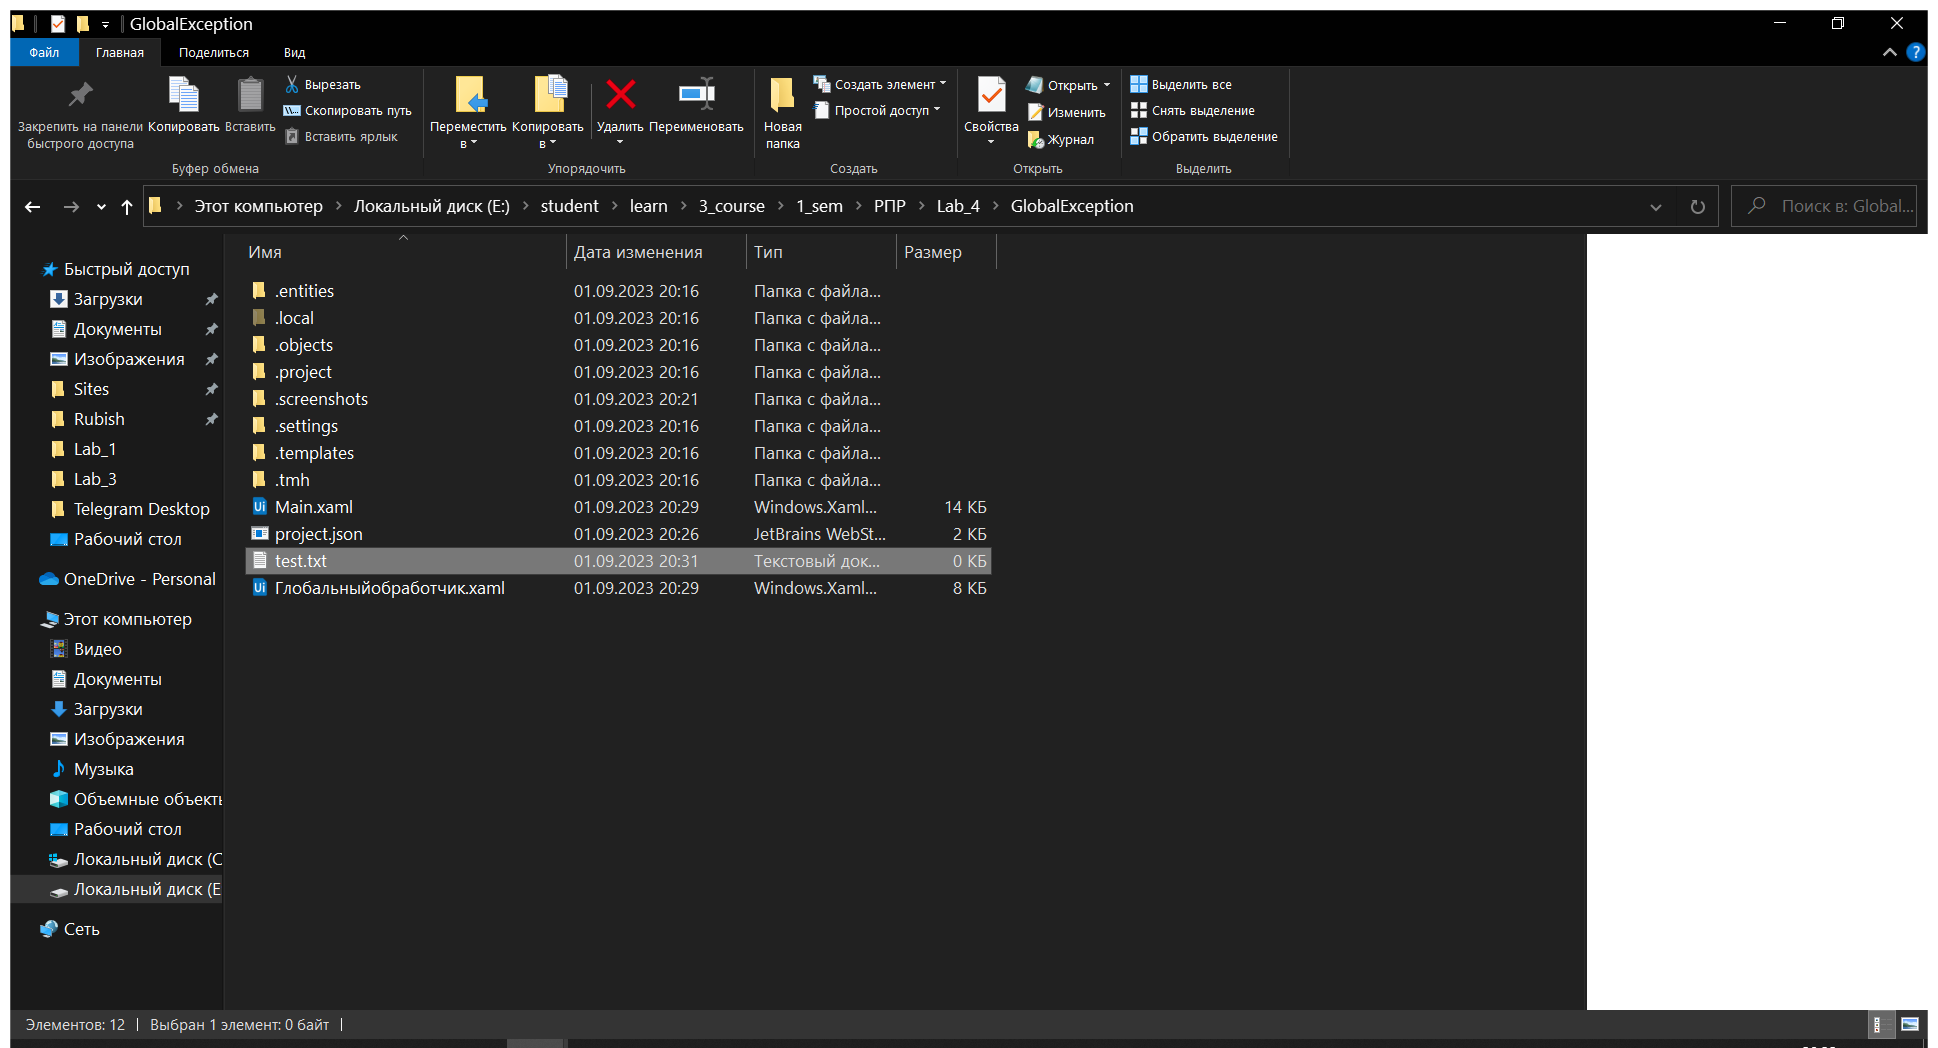 GlobalException
Файл Главная Поделиться Вид
Закрепить на панели быстрого доступа
Копировать
Вставить
Вырезать
Скопировать путь
Вставить ярлык
Буфер обмена
Переместить в
Копировать в
Удалить
Переименовать
Упорядочить
Новая папка
Создать элемент
Простой доступ
Создать
Свойства
Открыть
Изменить
Журнал
Открыть
Выделить все
Снять выделение
Обратить выделение
Выделить
Этот компьютер Локальный диск (E:) student learn 3_course 1_sem РПР Lab_4 GlobalException
Поиск в: Global...
Быстрый доступ
Загрузки
Документы
Изображения
Sites
Rubish
Lab_1
Lab_3
Telegram Desktop
Рабочий стол
OneDrive - Personal
Этот компьютер
Видео
Документы
Загрузки
Изображения
Музыка
Объемные объекты
Рабочий стол
Локальный диск (C
Локальный диск (E
Сеть
Имя Дата изменения Тип Размер
.entities 01.09.2023 20:16 Папка с файла...
.local 01.09.2023 20:16 Папка с файла...
.objects 01.09.2023 20:16 Папка с файла...
.project 01.09.2023 20:16 Папка с файла...
.screenshots 01.09.2023 20:21 Папка с файла...
.settings 01.09.2023 20:16 Папка с файла...
.templates 01.09.2023 20:16 Папка с файла...
.tmh 01.09.2023 20:16 Папка с файла...
Main.xaml 01.09.2023 20:29 Windows.Xaml... 14 КБ
project.json 01.09.2023 20:26 JetBrains WebSt... 2 КБ
test.txt 01.09.2023 20:31 Текстовый док... 0 КБ
Глобальныйобработчик.xaml 01.09.2023 20:29 Windows.Xaml... 8 КБ
Элементов: 12 Выбран 1 элемент: 0 байт